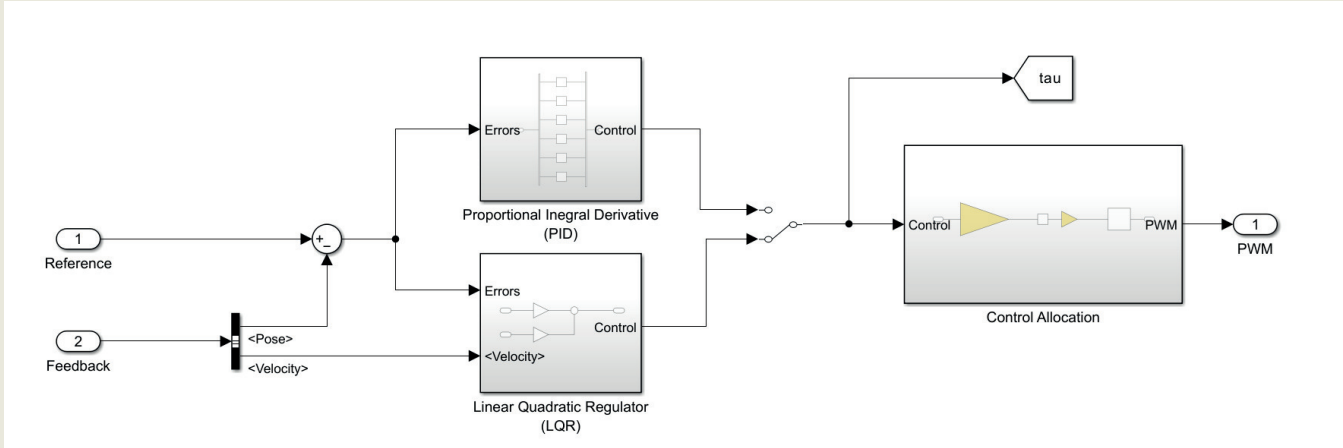 tau
Errors
Control
Proportional Inegral Derivative
(PID)
1
Reference
+
−
Errors
Control
<Velocity>
Linear Quadratic Regulator
(LQR)
2
Feedback
<Pose>
<Velocity>
Control
PWM
Control Allocation
1
PWM